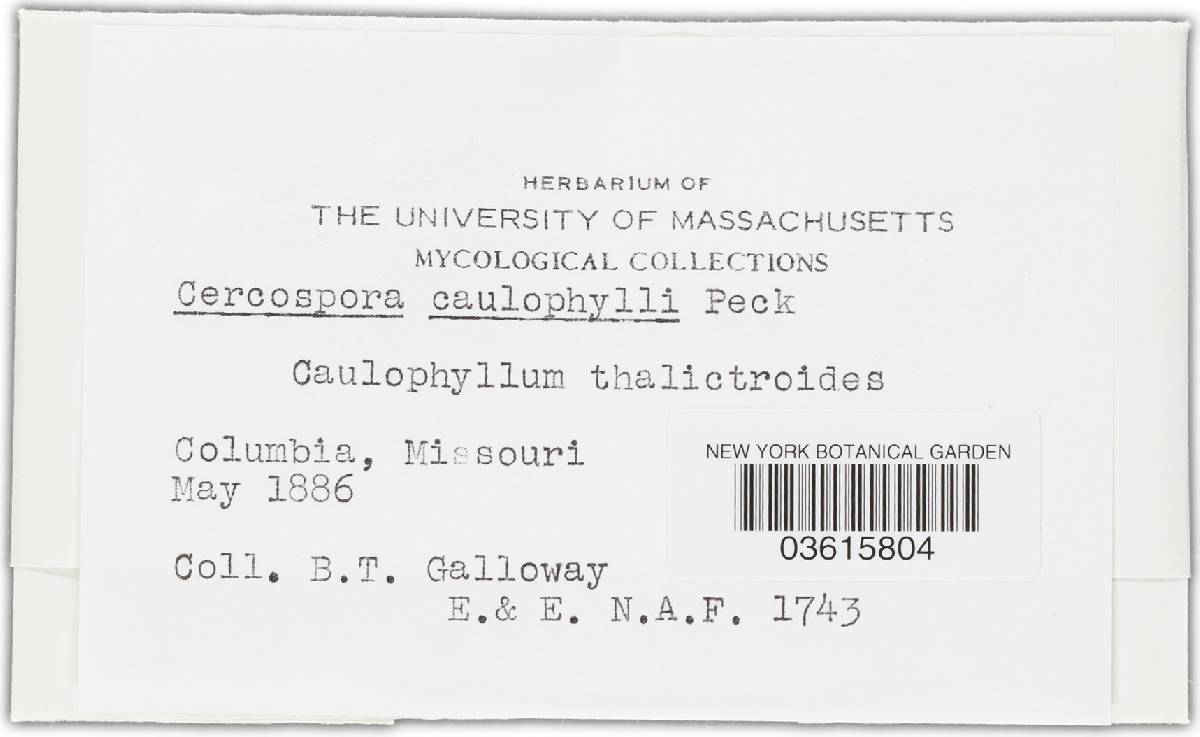 HERBARIUM OF
THE UNIVERSITY OF MASSACHUSETTS
MYCOLOGICAL COLLECTIONS
Cercospora caulophylli Peck
Caulophyllum thalictroides
Columbia, Missouri
May 1886
NEW YORK BOTANICAL GARDEN
03615804
Coll. B.T. Galloway
E.& E. N.A.F. 1743